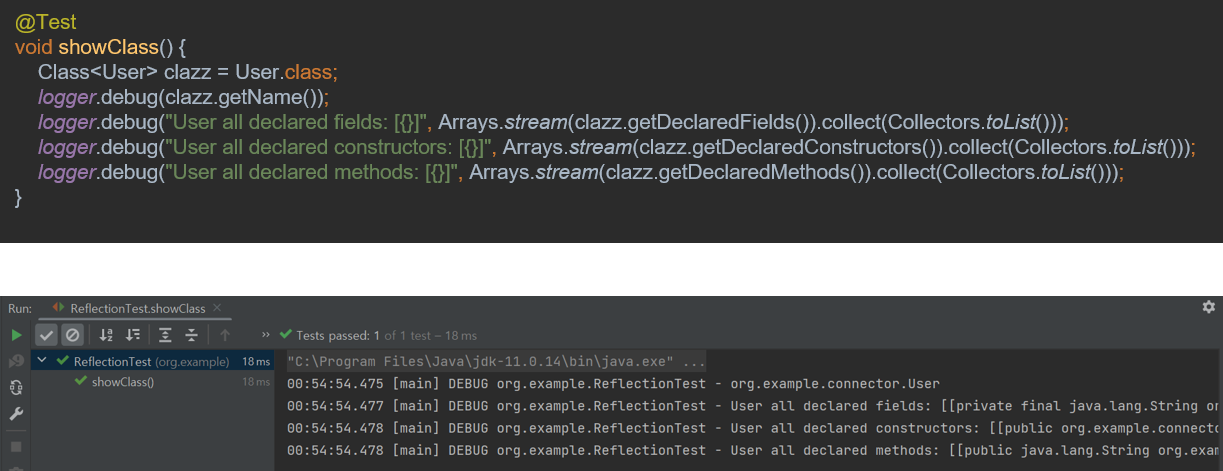 @Test
void showClass() {
Class<User> clazz = User.class;
logger.debug(clazz.getName());
logger.debug("User all declared fields: [{}]", Arrays.stream(clazz.getDeclaredFields()).collect(Collectors.toList()));
logger.debug("User all declared constructors: [{}]", Arrays.stream(clazz.getDeclaredConstructors()).collect(Collectors.toList()));
logger.debug("User all declared methods: [{}]", Arrays.stream(clazz.getDeclaredMethods()).collect(Collectors.toList()));
}
Run: ReflectionTest.showClass
Tests passed: 1 of 1 test – 18 ms
ReflectionTest (org.example) 18 ms
showClass() 18 ms
"C:\Program Files\Java\jdk-11.0.14\bin\java.exe" ...
00:54:54.475 [main] DEBUG org.example.ReflectionTest - org.example.connector.User
00:54:54.477 [main] DEBUG org.example.ReflectionTest - User all declared fields: [[private final java.lang.String or
00:54:54.478 [main] DEBUG org.example.ReflectionTest - User all declared constructors: [[public org.example.connecto
00:54:54.478 [main] DEBUG org.example.ReflectionTest - User all declared methods: [[public java.lang.String org.exam